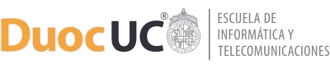 DuocUC®
ESCUELA DE
INFORMÁTICA Y
TELECOMUNICACIONES